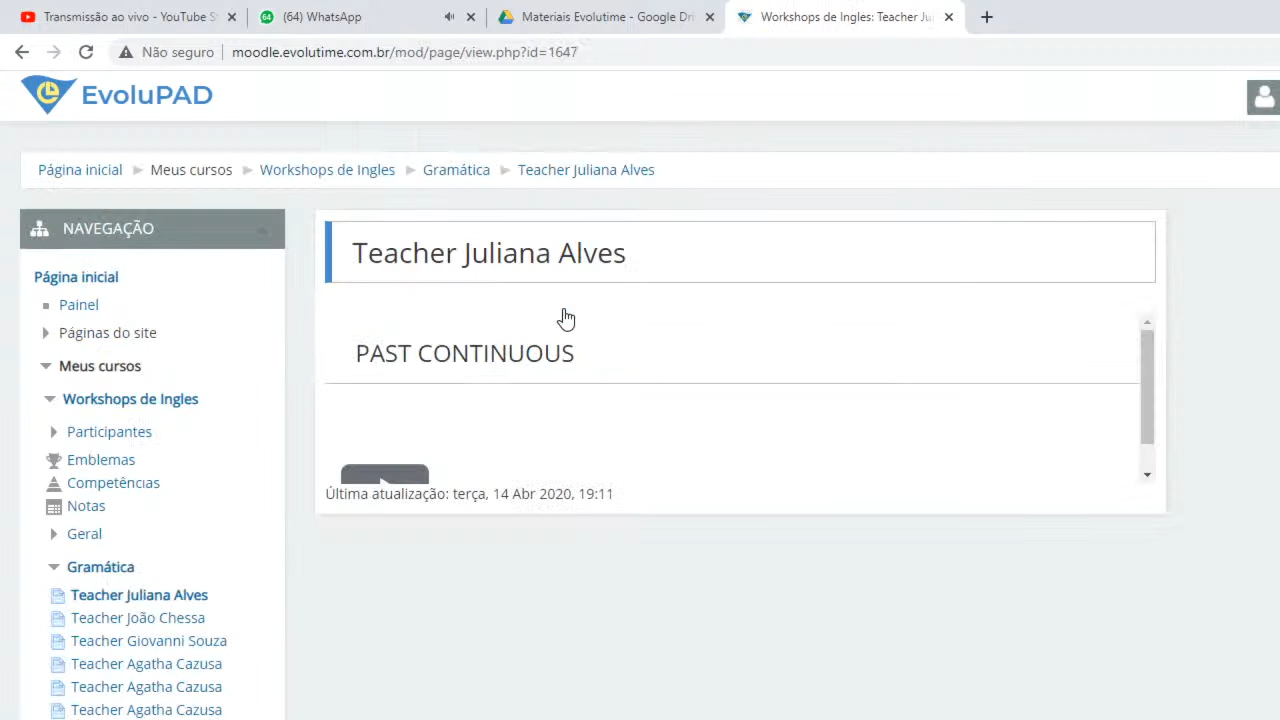 Transmissão ao vivo - YouTube S
64
(64) WhatsApp
Materiais Evolutime - Google Dri
Workshops de Ingles: Teacher Ju
Não seguro
moodle.evolutime.com.br/mod/page/view.php?id=1647
EvoluPAD
Página inicial
Meus cursos
Workshops de Ingles
Gramática
Teacher Juliana Alves
NAVEGAÇÃO
Página inicial
Painel
Páginas do site
Meus cursos
Workshops de Ingles
Participantes
Emblemas
Competências
Notas
Geral
Gramática
Teacher Juliana Alves
Teacher João Chessa
Teacher Giovanni Souza
Teacher Agatha Cazusa
Teacher Agatha Cazusa
Teacher Agatha Cazusa
Teacher Juliana Alves
PAST CONTINUOUS
Última atualização: terça, 14 Abr 2020, 19:11